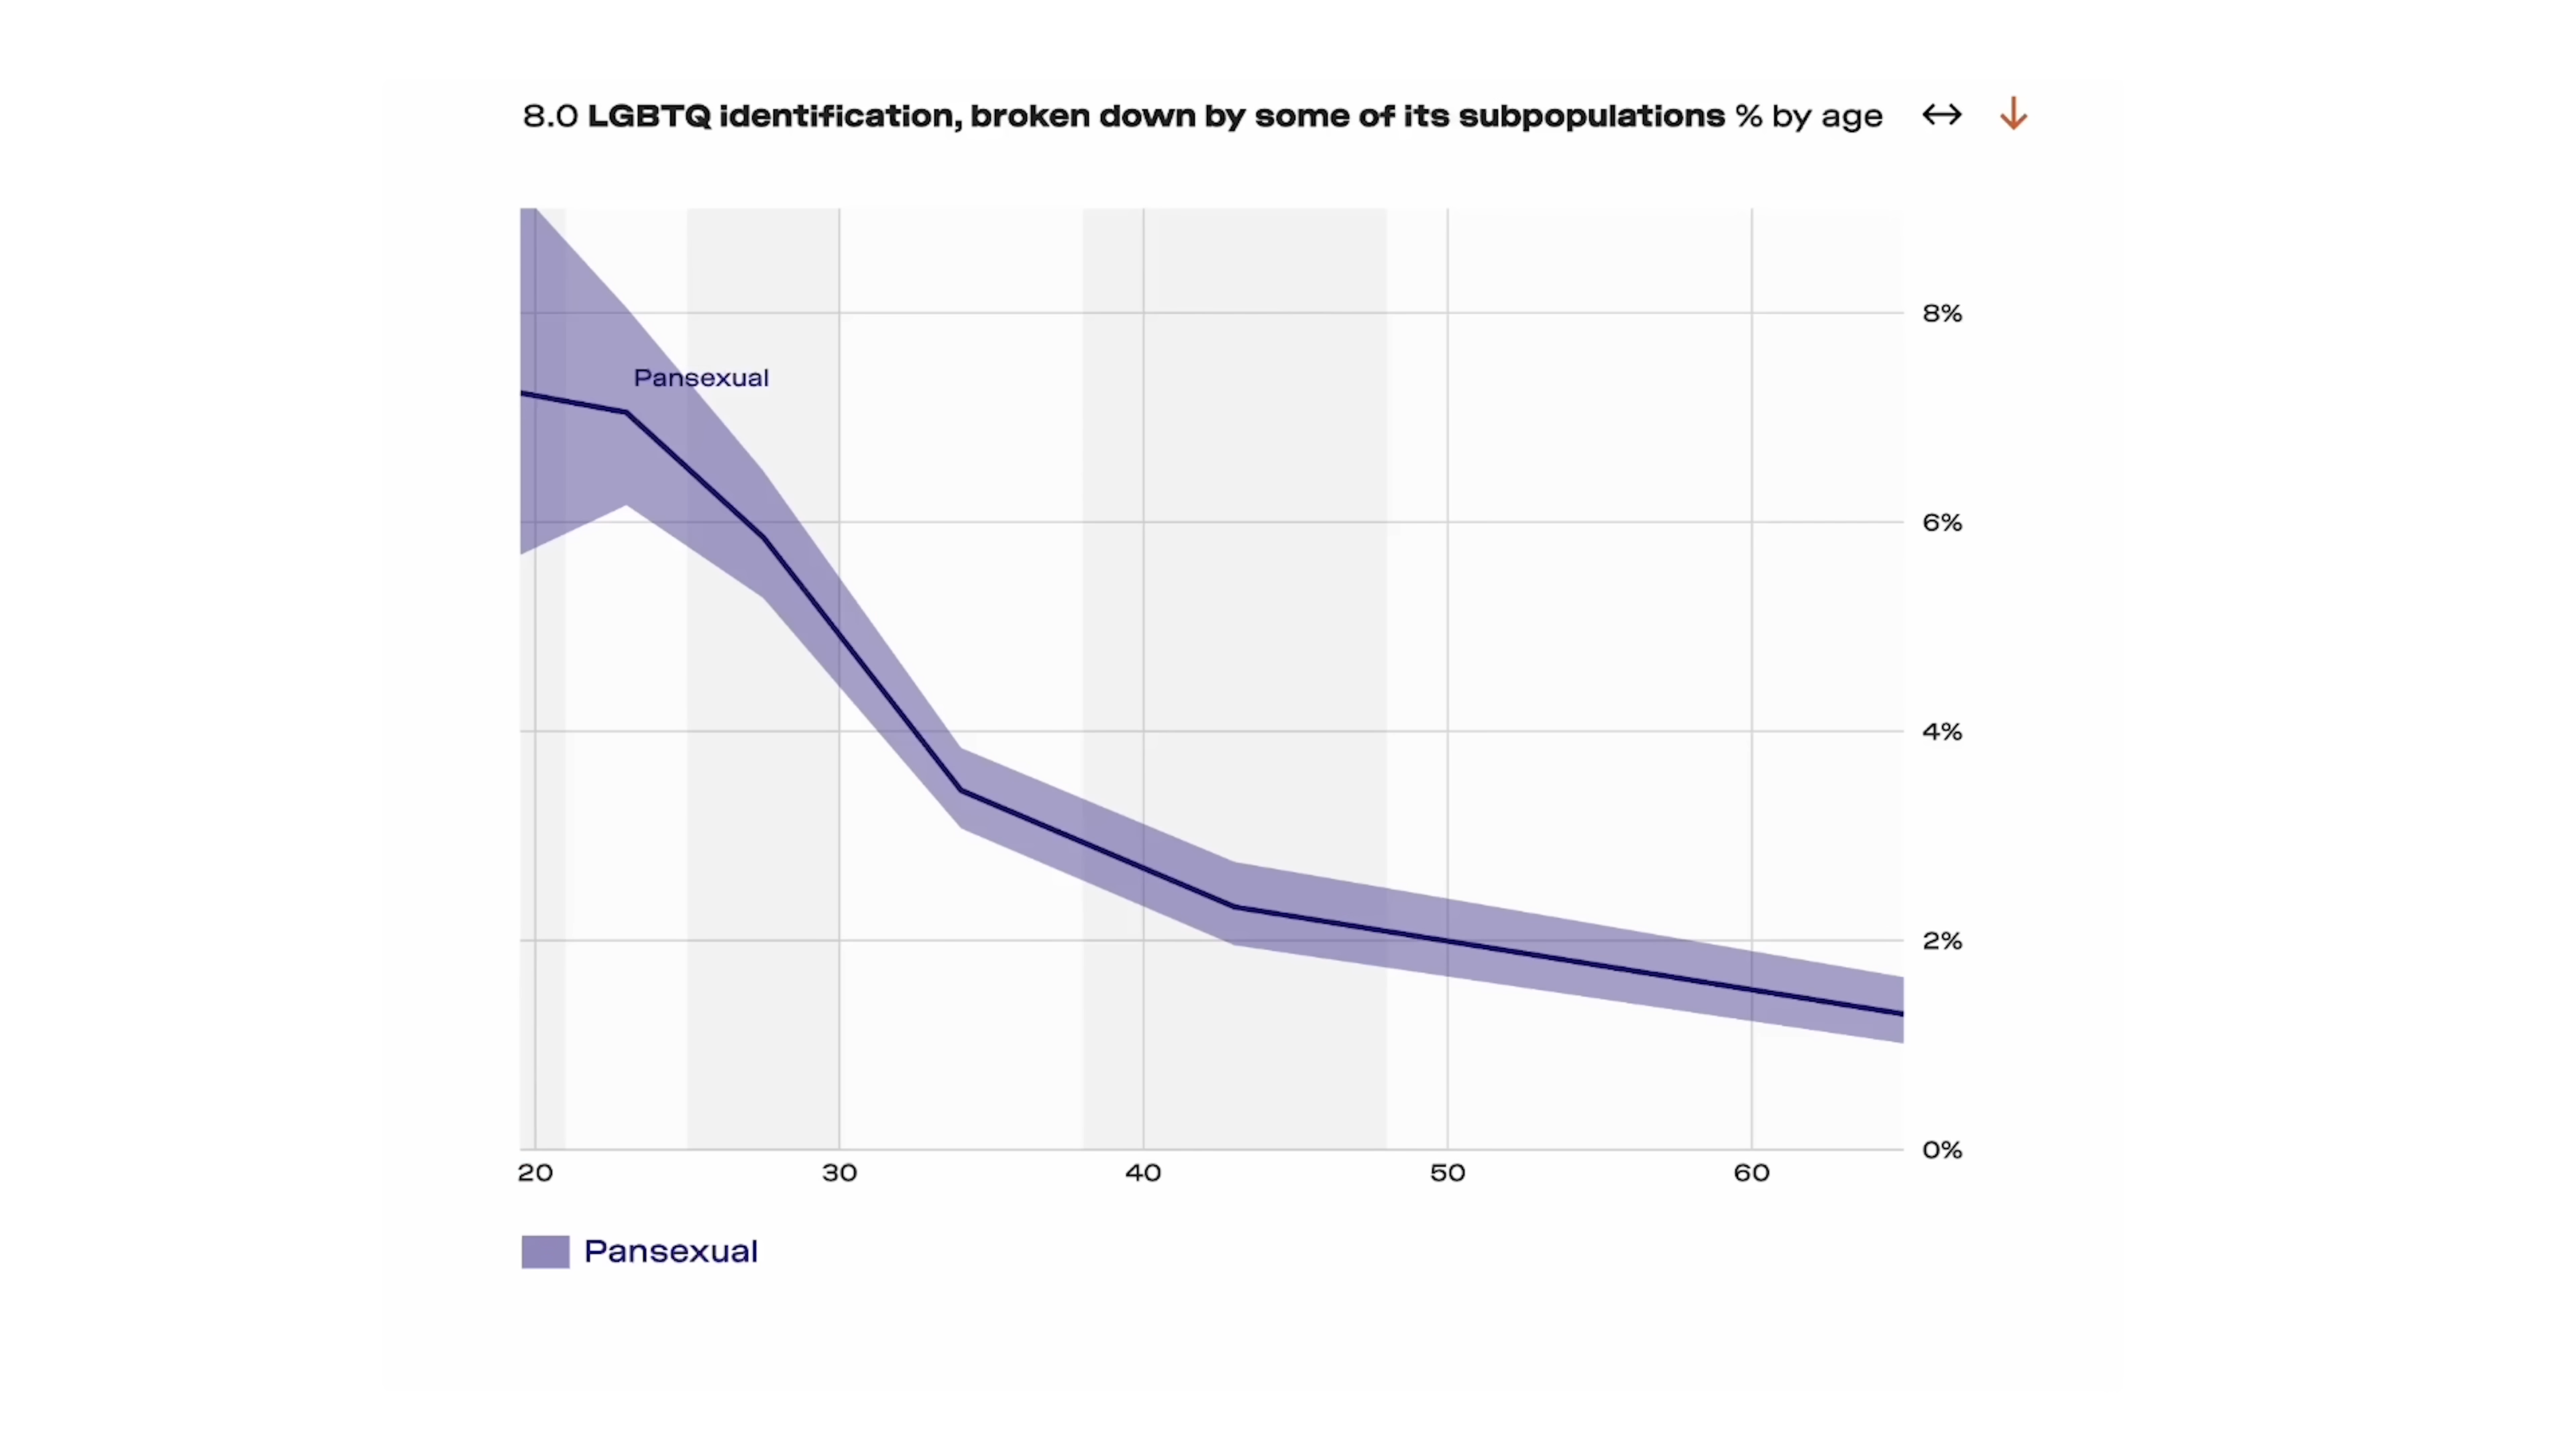 8.0 LGBTQ identification, broken down by some of its subpopulations % by age
8%
Pansexual
6%
4%
2%
0%
20 30 40 50 60
Pansexual